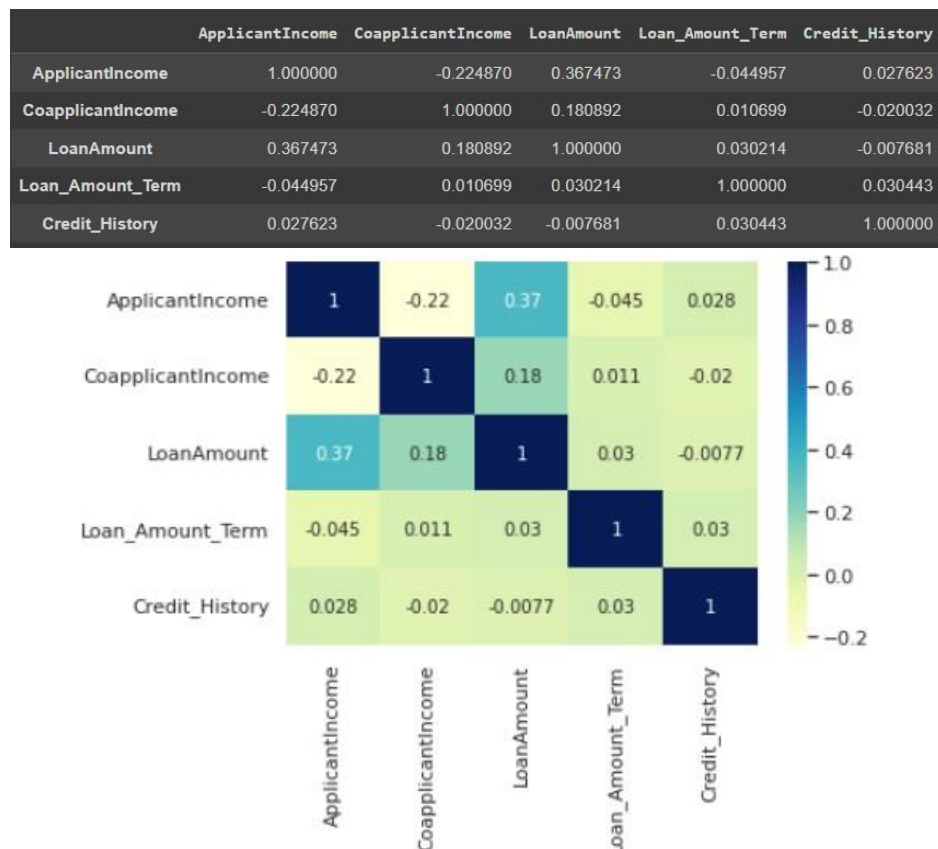 ApplicantIncome CoapplicantIncome LoanAmount Loan_Amount_Term Credit_History
ApplicantIncome 1.000000 -0.224870 0.367473 -0.044957 0.027623
CoapplicantIncome -0.224870 1.000000 0.180892 0.010699 -0.020032
LoanAmount 0.367473 0.180892 1.000000 0.030214 -0.007681
Loan_Amount_Term -0.044957 0.010699 0.030214 1.000000 0.030443
Credit_History 0.027623 -0.020032 -0.007681 0.030443 1.000000
ApplicantIncome 1 -0.22 0.37 -0.045 0.028
CoapplicantIncome -0.22 1 0.18 0.011 -0.02
LoanAmount 0.37 0.18 1 0.03 -0.0077
Loan_Amount_Term -0.045 0.011 0.03 1 0.03
Credit_History 0.028 -0.02 -0.0077 0.03 1
1.0
0.8
0.6
0.4
0.2
0.0
−0.2
ApplicantIncome
CoapplicantIncome
LoanAmount
oan_Amount_Term
Credit_History